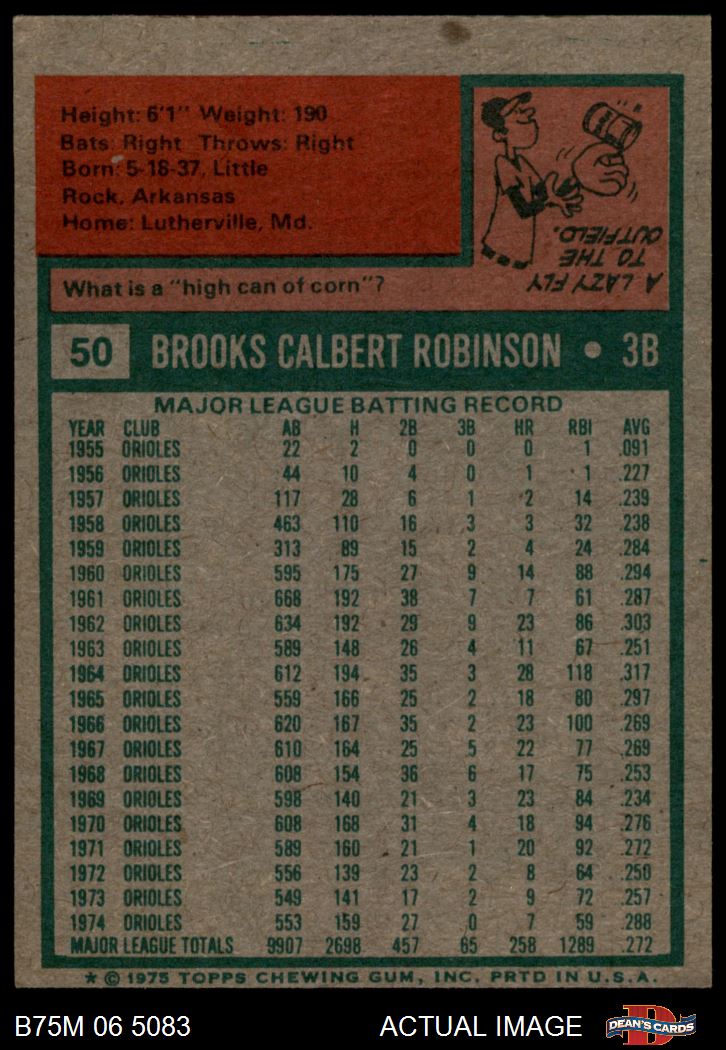 Height: 6'1" Weight: 190
Bats: Right Throws: Right
Born: 5-18-37, Little
Rock, Arkansas
Home: Lutherville, Md.
What is a "high can of corn"?
A LAZY FLY
TO THE
OUTFIELD.
50 BROOKS CALBERT ROBINSON • 3B
MAJOR LEAGUE BATTING RECORD
YEAR CLUB AB H 2B 3B HR RBI AVG
1955 ORIOLES 22 2 0 0 0 1 .091
1956 ORIOLES 44 10 4 0 1 1 .227
1957 ORIOLES 117 28 6 1 2 14 .239
1958 ORIOLES 463 110 16 3 3 32 .238
1959 ORIOLES 313 89 15 2 4 24 .284
1960 ORIOLES 595 175 27 9 14 88 .294
1961 ORIOLES 668 192 38 7 7 61 .287
1962 ORIOLES 634 192 29 9 23 86 .303
1963 ORIOLES 589 148 26 4 11 67 .251
1964 ORIOLES 612 194 35 3 28 118 .317
1965 ORIOLES 559 166 25 2 18 80 .297
1966 ORIOLES 620 167 35 2 23 100 .269
1967 ORIOLES 610 164 25 5 22 77 .269
1968 ORIOLES 608 154 36 6 17 75 .253
1969 ORIOLES 598 140 21 3 23 84 .234
1970 ORIOLES 608 168 31 4 18 94 .276
1971 ORIOLES 589 160 21 1 20 92 .272
1972 ORIOLES 556 139 23 2 8 64 .250
1973 ORIOLES 549 141 17 2 9 72 .257
1974 ORIOLES 553 159 27 0 7 59 .288
MAJOR LEAGUE TOTALS 9907 2698 457 65 258 1289 .272
* © 1975 TOPPS CHEWING GUM, INC. PRTD IN U.S.A.
B75M 06 5083 ACTUAL IMAGE
D
DEAN'S CARDS